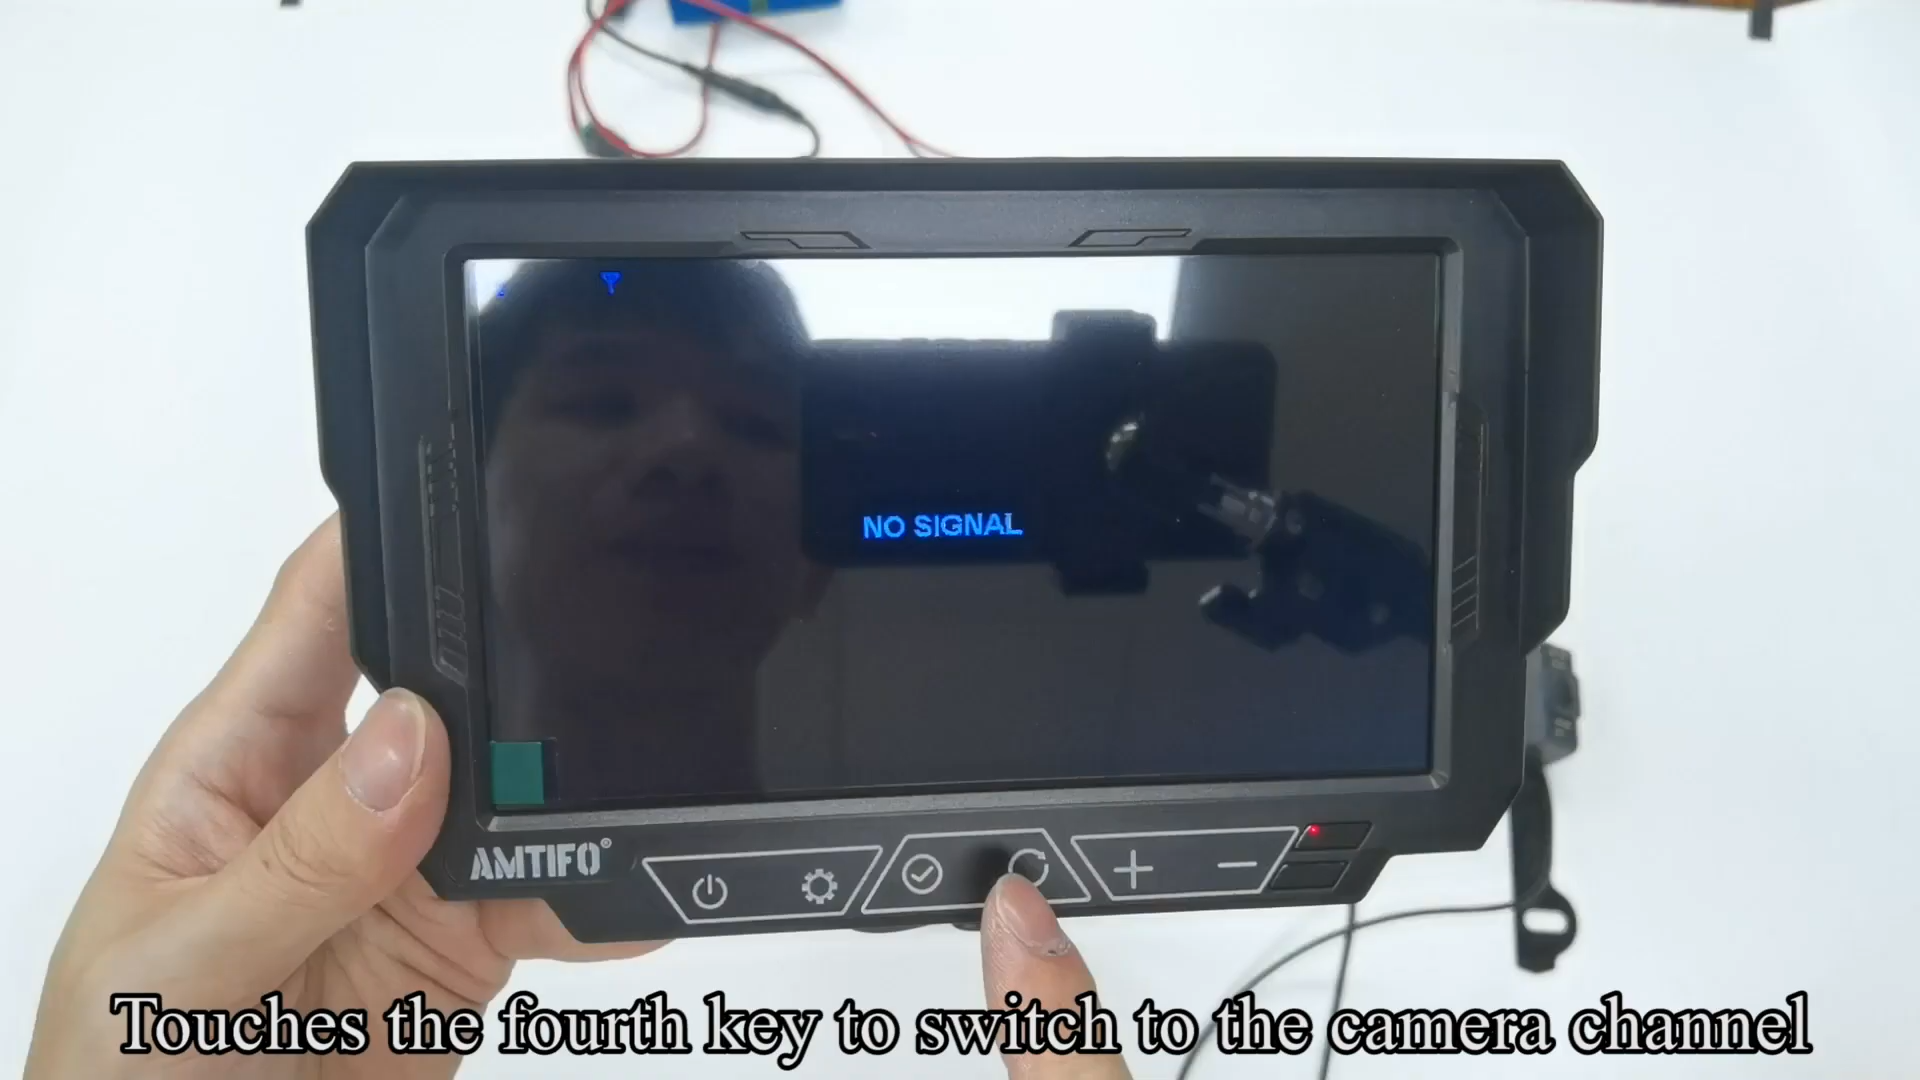 NO SIGNAL
AMTIFO®
Touches the fourth key to switch to the camera channel